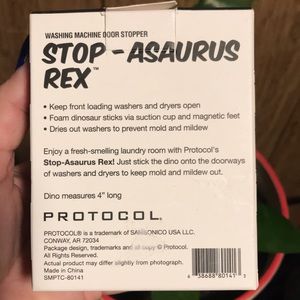 WASHING MACHINE DOOR STOPPER
STOP-ASAURUS
REX™
• Keep front loading washers and dryers open
• Foam dinosaur sticks via suction cup and magnetic feet
• Dries out washers to prevent mold and mildew
Enjoy a fresh-smelling laundry room with Protocol's
Stop-Asaurus Rex! Just stick the dino onto the doorways
of washers and dryers to keep mold and mildew out.
Dino measures 4" long
PROTOCOL.
PROTOCOL® is a trademark of SAMSONICO USA LLC.
CONWAY, AR 72034
Package design, trademarks and all copy © Protocol.
All Rights Reserved.
Actual product may differ slightly from photograph.
Made in China
SMPTC-80141
6 38688 80141